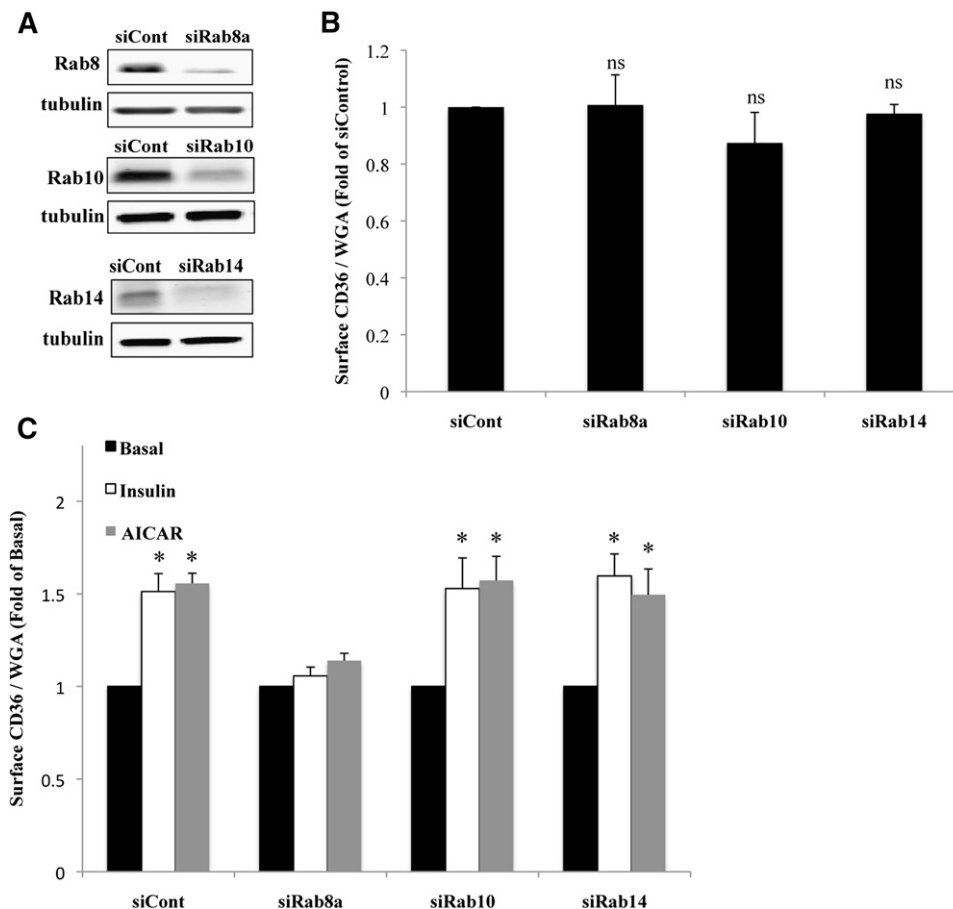 A
siCont siRab8a
Rab8
tubulin
siCont siRab10
Rab10
tubulin
siCont siRab14
Rab14
tubulin
B
Surface CD36 / WGA (Fold of siControl)
1.2
1
0.8
0.6
0.4
0.2
0
ns
ns
ns
siCont siRab8a siRab10 siRab14
C
Basal
Insulin
AICAR
Surface CD36 / WGA (Fold of Basal)
2
1.5
1
0.5
0
* *
* *
* *
siCont siRab8a siRab10 siRab14